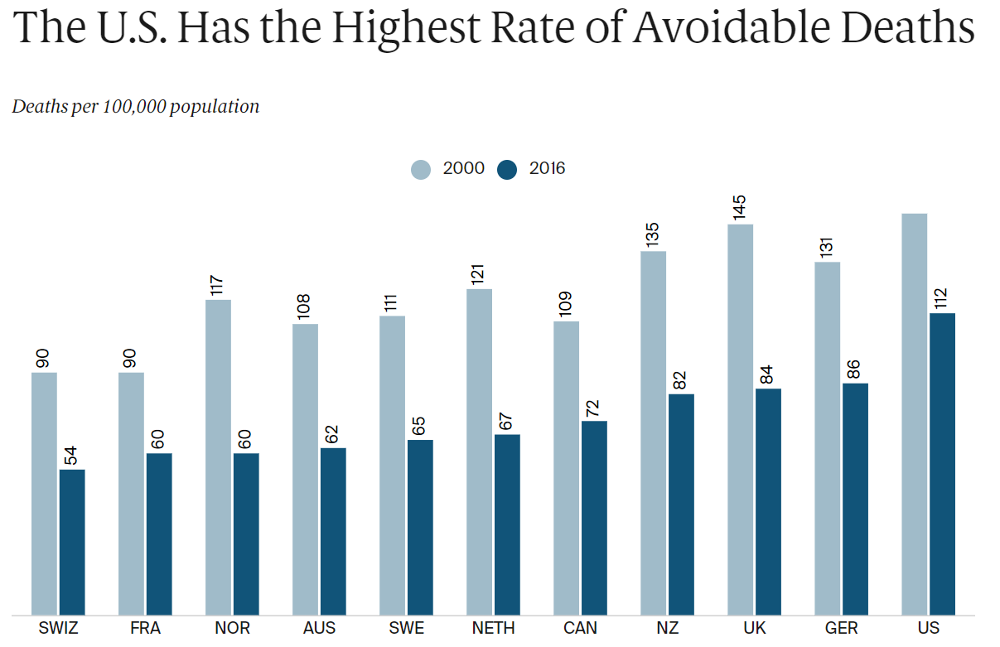 The U.S. Has the Highest Rate of Avoidable Deaths
Deaths per 100,000 population
2000 2016
90 54 90 60 117 60 108 62 111 65 121 67 109 72 135 82 145 84 131 86 112
SWIZ FRA NOR AUS SWE NETH CAN NZ UK GER US